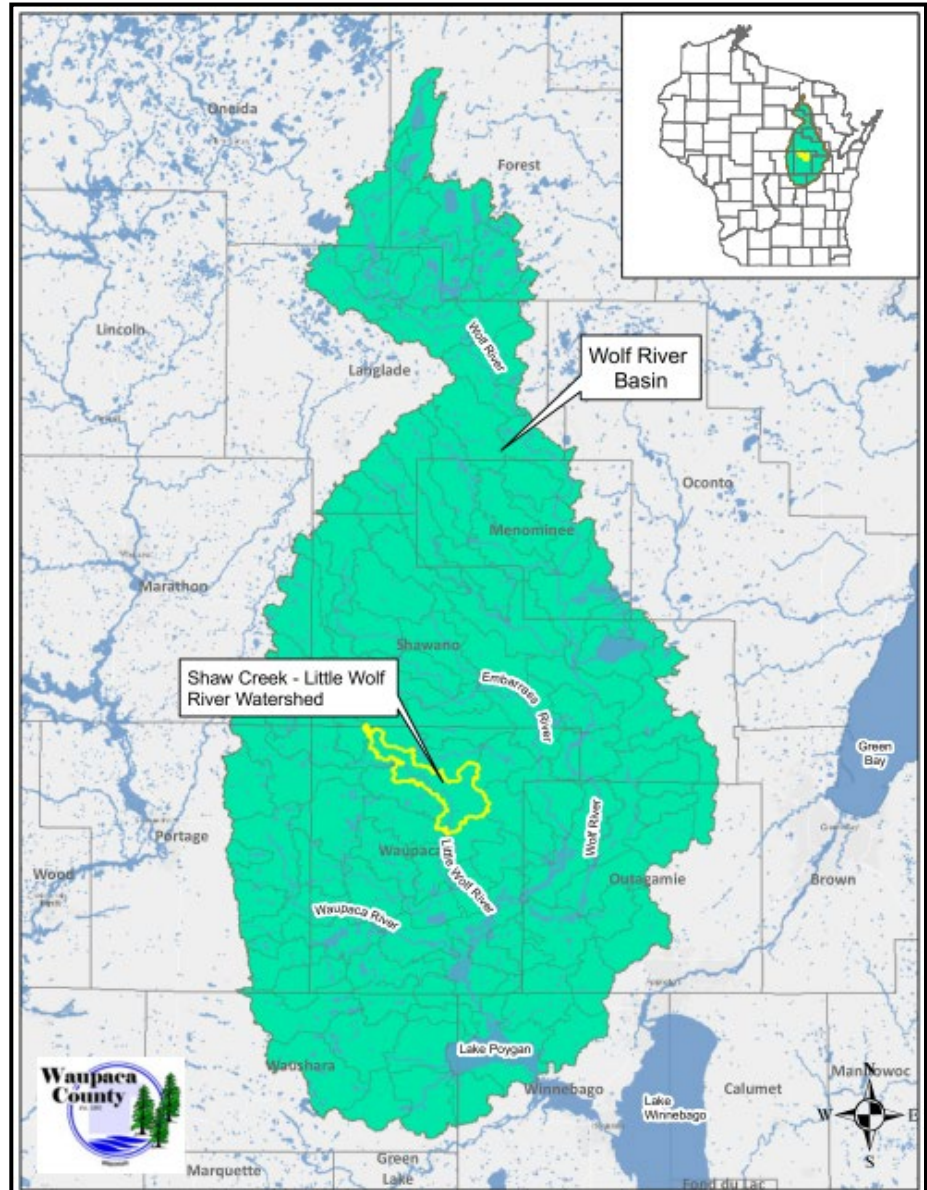 Oneida
Forest
Lincoln
Langlade
Wolf River
Wolf River
Basin
Oconto
Menominee
Marathon
Shawano
Shaw Creek - Little Wolf
River Watershed
Embarrass
River
Green
Bay
Portage
Wood
Waupaca
Little Wolf River
Wolf River
Outagamie
Brown
Waupaca River
Lake Poygan
Waushara
Winnebago
Lake
Winnebago
Calumet
Manitowoc
Waupaca
County
N
W
E
S
Marquette
Green
Lake
Fond du Lac